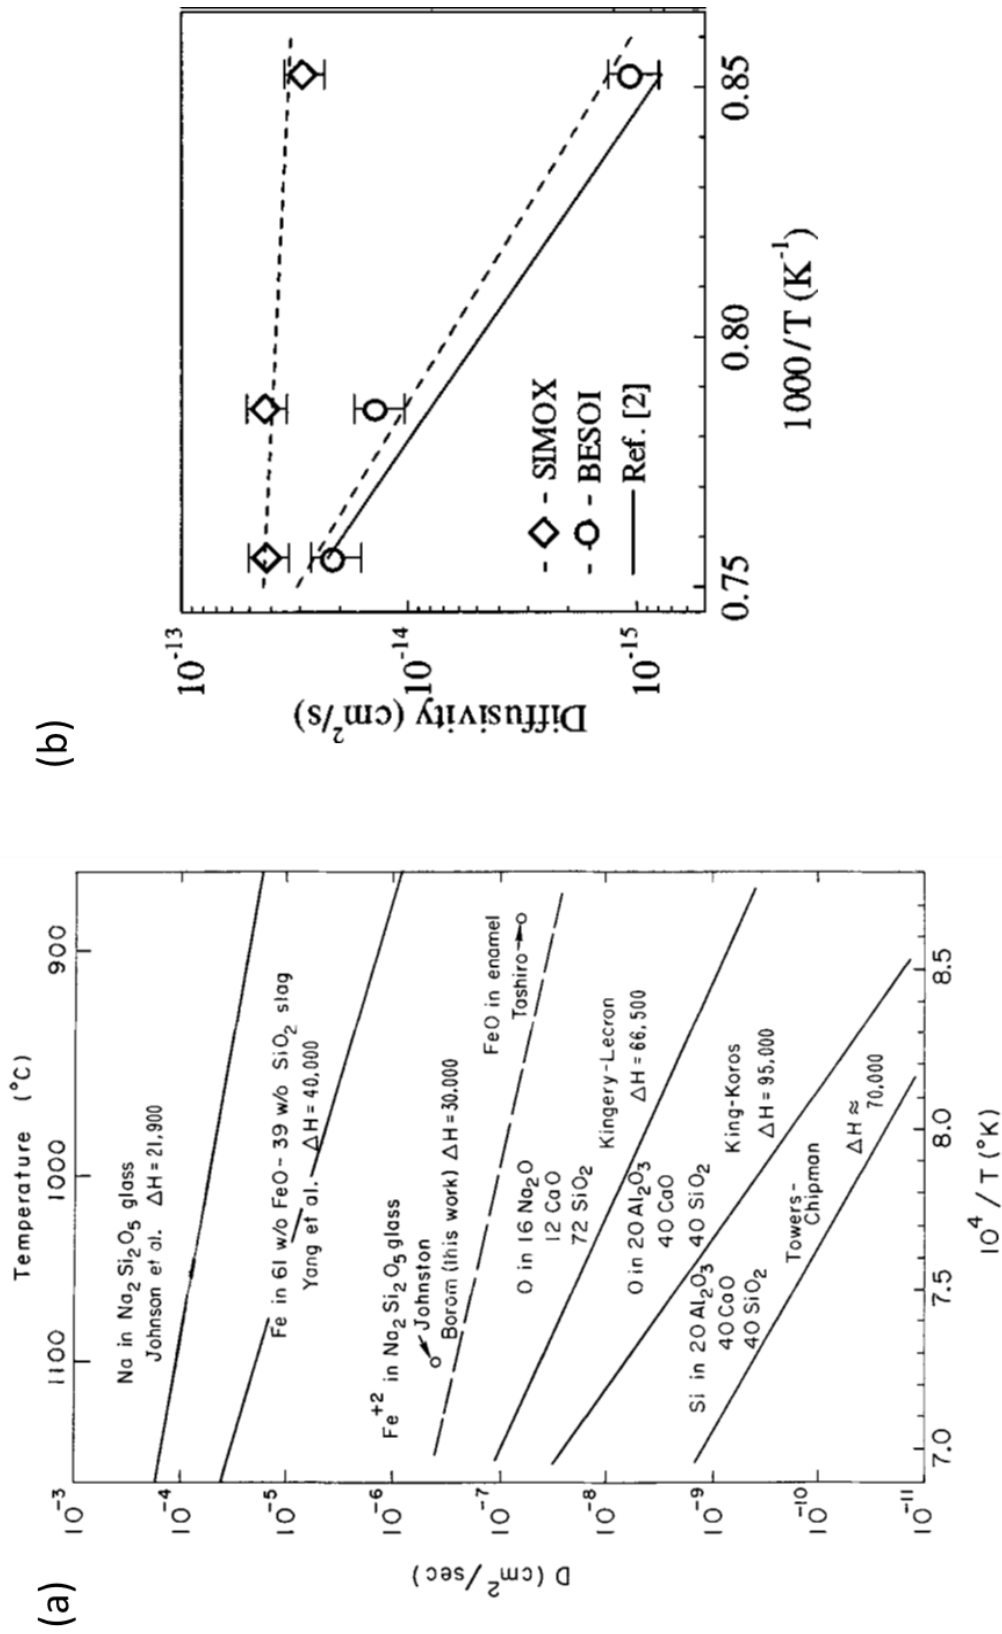 (a)
Temperature (°C)
1100 1000 900
10-3
10-4
10-5
10-6
10-7
10-8
10-9
10-10
10-11
D (cm2/sec)
7.0 7.5 8.0 8.5
10^4 / T (°K)
Na in Na2Si2O5 glass
Johnson et al. ΔH = 21,900
Fe in 61 w/o FeO - 39 w/o SiO2 slag
Yang et al. ΔH = 40,000
Fe+2 in Na2Si2O5 glass
Johnston
Borom (this work) ΔH = 30,000
FeO in enamel
Tashiro
O in 16 Na2O
12 CaO
72 SiO2
Kingery-Lecron
ΔH = 66,500
O in 20 Al2O3
40 CaO
40 SiO2
King-Koros
ΔH = 95,000
Si in 20 Al2O3
40 CaO
40 SiO2
Towers-
Chipman
ΔH ≈
70,000
(b)
10-13
10-14
10-15
Diffusivity (cm2/s)
SIMOX
BESOI
Ref. [2]
0.75 0.80 0.85
1000/T (K-1)